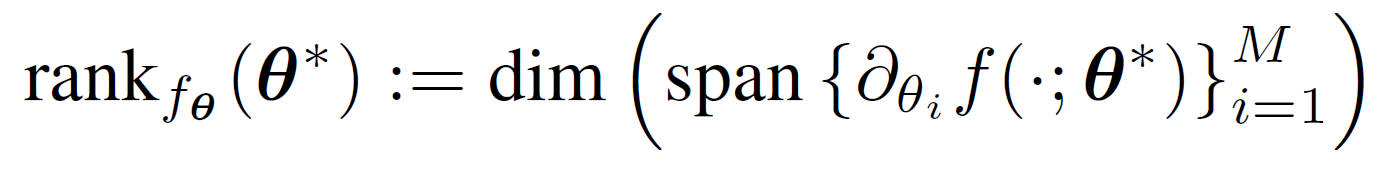 rank_{f_𝜽}(𝜽*) := dim(span{∂_{θ_i} f(·; 𝜽*)}_{i=1}^{M})